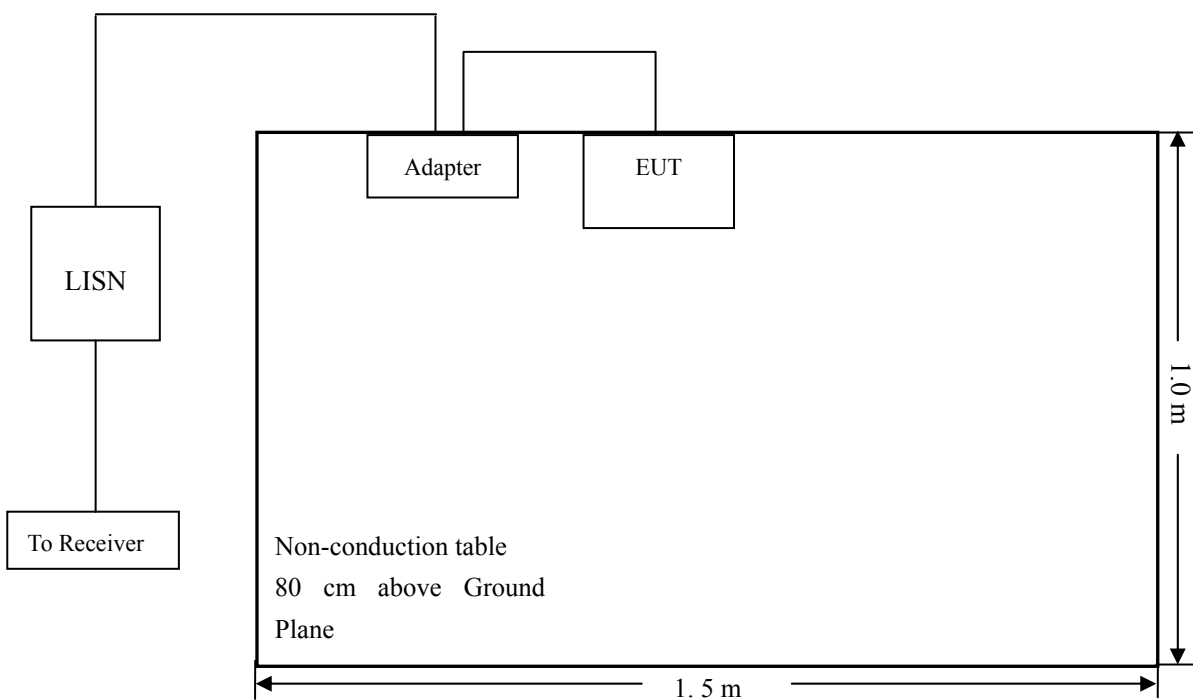 Adapter
EUT
LISN
1.0 m
To Receiver
Non-conduction table
80 cm above Ground
Plane
1. 5 m